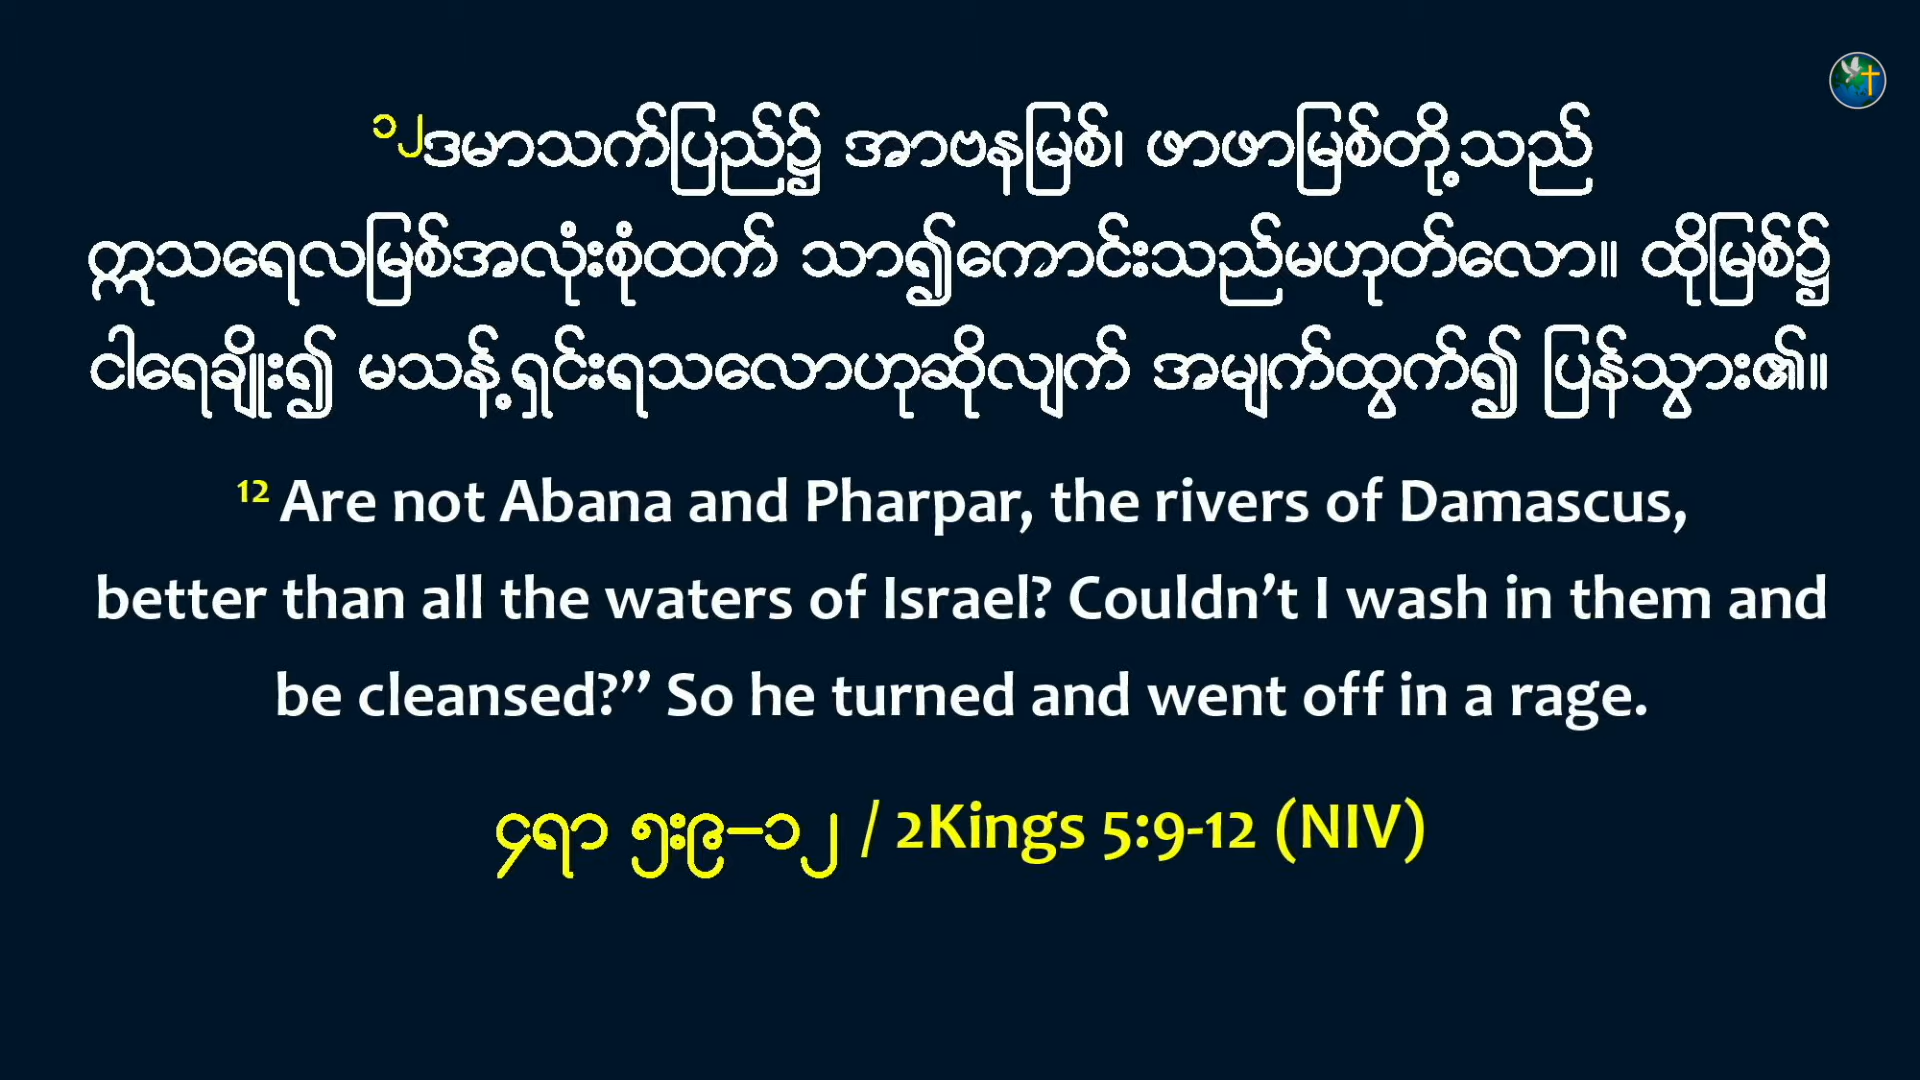 ၁၂ဒမာသက်ပြည်၌ အာဗနမြစ်၊ ဖာဖာမြစ်တို့သည်
ဣသရေလမြစ်အလုံးစုံထက် သာ၍ကောင်းသည်မဟုတ်လော။ ထိုမြစ်၌
ငါရေချိုး၍ မသန့်ရှင်းရသလောဟုဆိုလျက် အမျက်ထွက်၍ ပြန်သွား၏။
12 Are not Abana and Pharpar, the rivers of Damascus,
better than all the waters of Israel? Couldn’t I wash in them and
be cleansed?” So he turned and went off in a rage.
၄ရာ ၅း၉–၁၂ / 2Kings 5:9-12 (NIV)